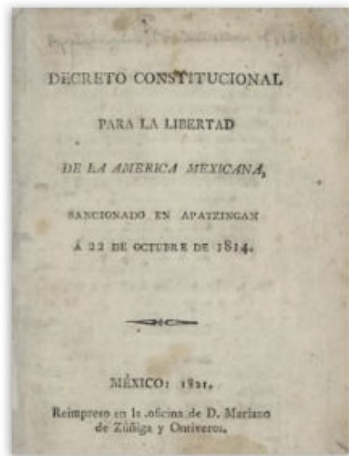 DECRETO CONSTITUCIONAL
PARA LA LIBERTAD
DE LA AMERICA MEXICANA,
SANCIONADO EN APATZINGAN
Á 22 DE OCTUBRE DE 1814.
MÉXICO: 1821.
Reimpreso en la oficina de D. Mariano
de Zúñiga y Ontiveros.